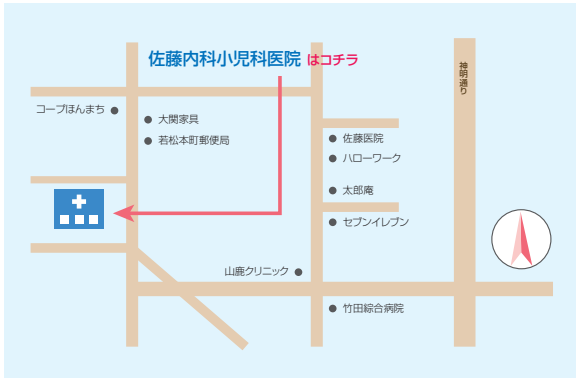 佐藤内科小児科医院 はコチラ
神明通り
コープほんまち
大関家具
若松本町郵便局
佐藤医院
ハローワーク
太郎庵
セブンイレブン
山鹿クリニック
竹田綜合病院